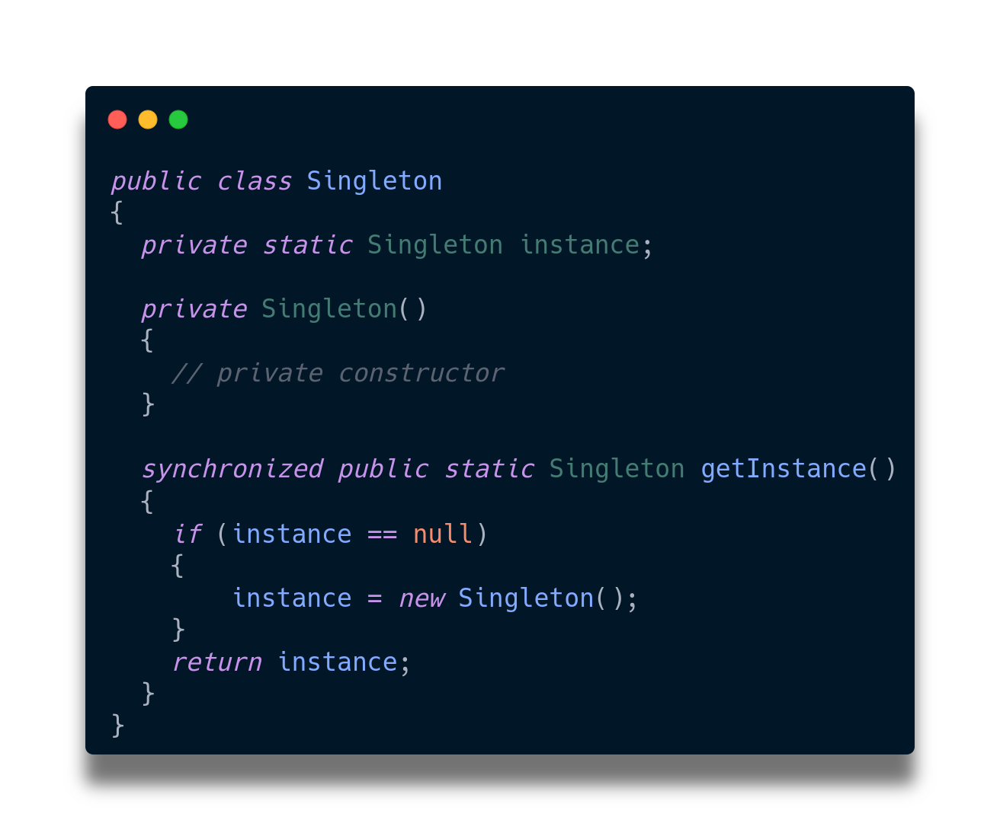 public class Singleton
{
  private static Singleton instance;

  private Singleton()
  {
    // private constructor
  }

  synchronized public static Singleton getInstance()
  {
    if (instance == null)
    {
        instance = new Singleton();
    }
    return instance;
  }
}